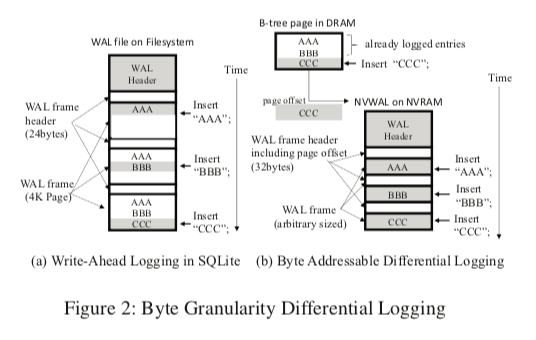 WAL file on Filesystem
WAL
Header
Time
WAL frame
header
(24bytes)
AAA
Insert
"AAA";
AAA
BBB
Insert
"BBB";
WAL frame
(4K Page)
AAA
BBB
CCC
Insert
"CCC";
(a) Write-Ahead Logging in SQLite
B-tree page in DRAM
AAA
BBB
CCC
already logged entries
Insert "CCC";
Time
page offset
CCC
NVWAL on NVRAM
WAL
Header
WAL frame header
including page offset
(32bytes)
AAA
Insert
"AAA";
BBB
Insert
"BBB";
WAL frame
(arbitrary sized)
CCC
Insert
"CCC";
(b) Byte Addressable Differential Logging
Figure 2: Byte Granularity Differential Logging